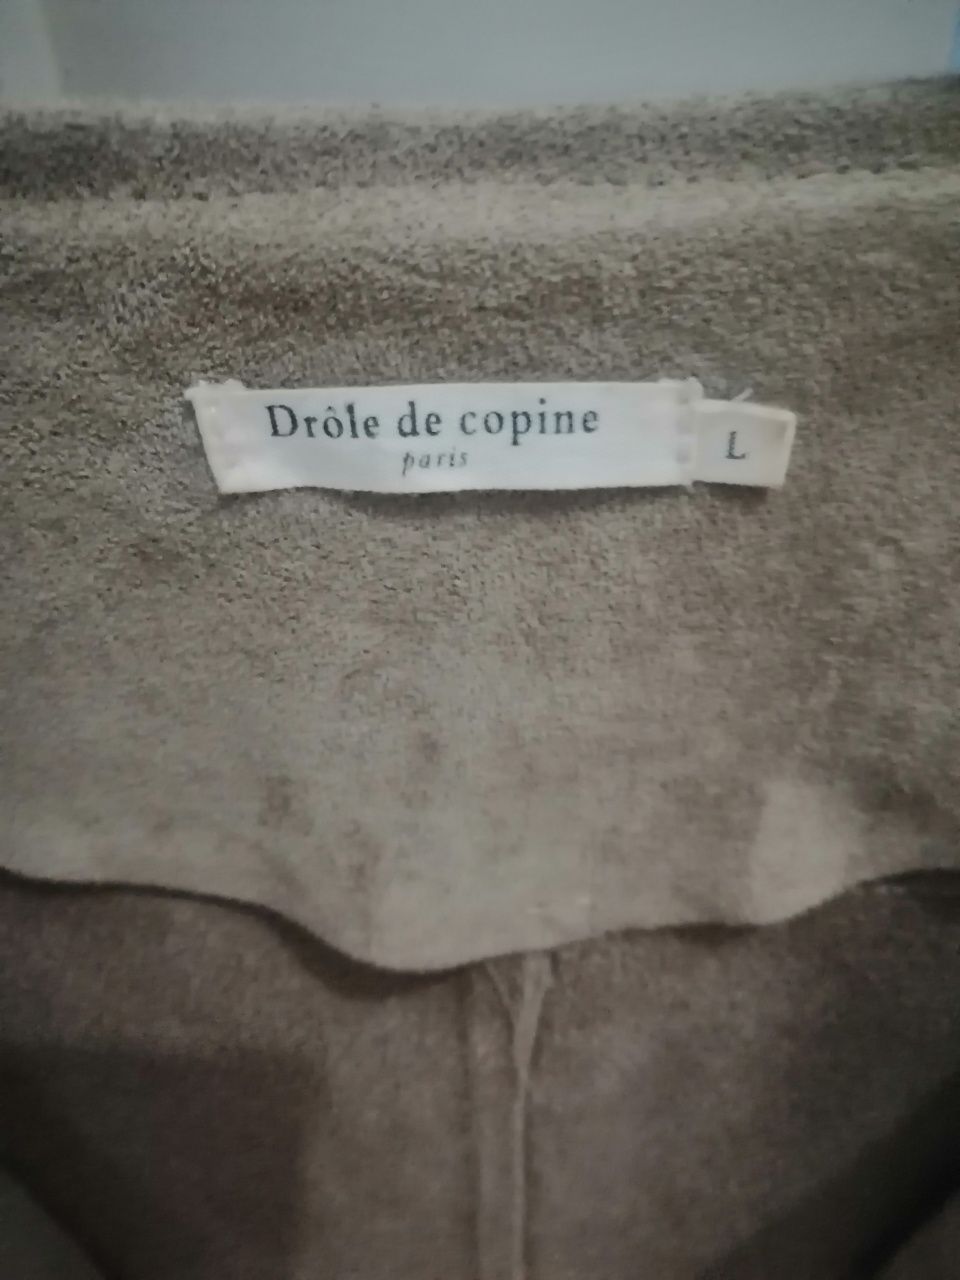 Drôle de copine
paris
L